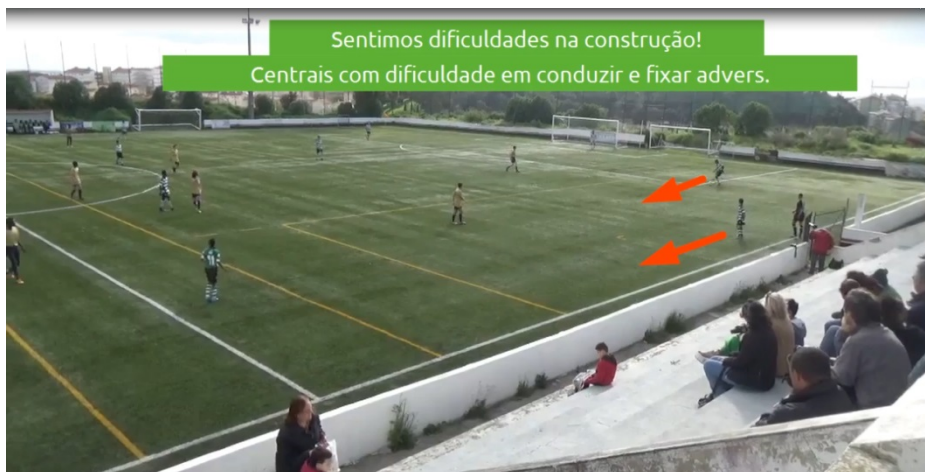 Sentimos dificuldades na construção!
Centrais com dificuldade em conduzir e fixar advers.